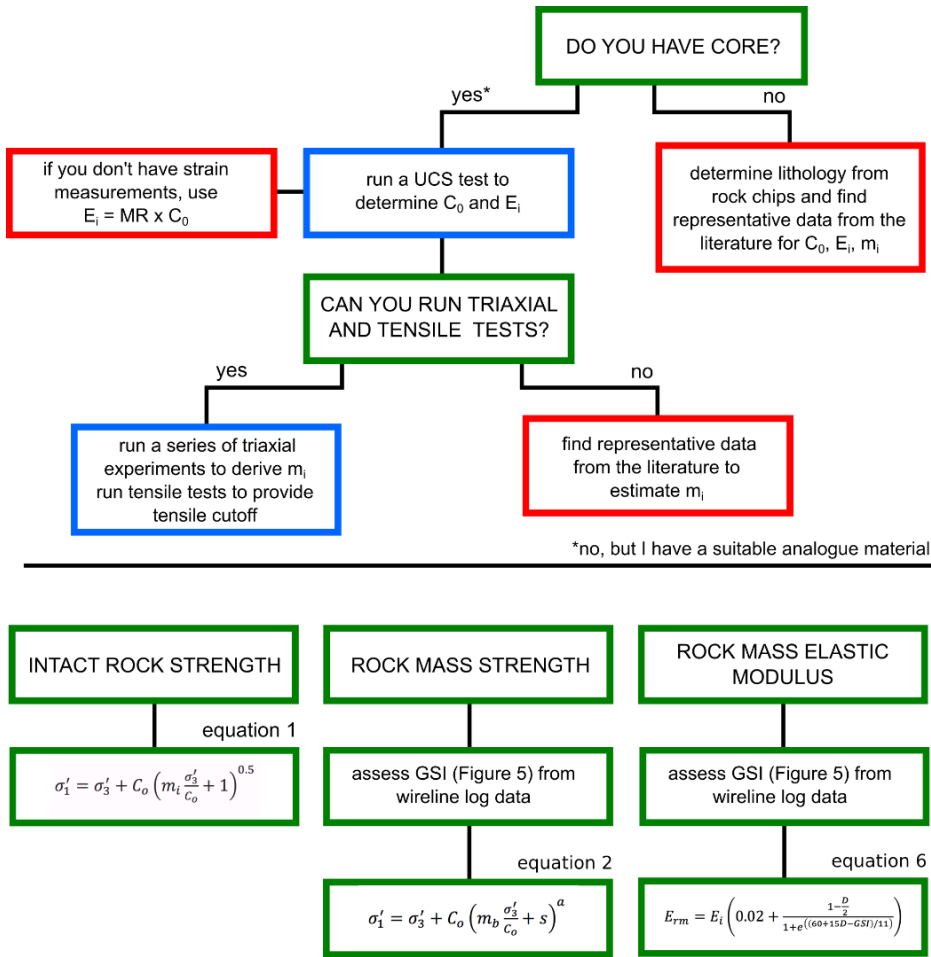 DO YOU HAVE CORE?
yes*
no
if you don't have strain
measurements, use
Eᵢ = MR x C₀
run a UCS test to
determine C₀ and Eᵢ
determine lithology from
rock chips and find
representative data from the
literature for C₀, Eᵢ, mᵢ
CAN YOU RUN TRIAXIAL
AND TENSILE TESTS?
yes
no
run a series of triaxial
experiments to derive mᵢ
run tensile tests to provide
tensile cutoff
find representative data
from the literature to
estimate mᵢ
*no, but I have a suitable analogue material
INTACT ROCK STRENGTH
equation 1
σ′₁ = σ′₃ + Cₒ (mᵢ σ′₃/Cₒ + 1)^0.5
ROCK MASS STRENGTH
assess GSI (Figure 5) from
wireline log data
equation 2
σ′₁ = σ′₃ + Cₒ (m_b σ′₃/Cₒ + s)^a
ROCK MASS ELASTIC
MODULUS
assess GSI (Figure 5) from
wireline log data
equation 6
E_rm = Eᵢ (0.02 + (1−D/2)/(1+e^((60+15D−GSI)/11)))